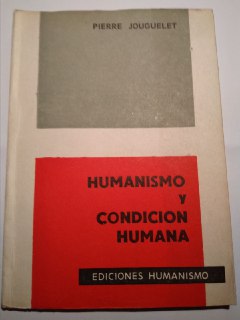 PIERRE JOUGUELET
HUMANISMO
Y
CONDICION
HUMANA
EDICIONES HUMANISMO